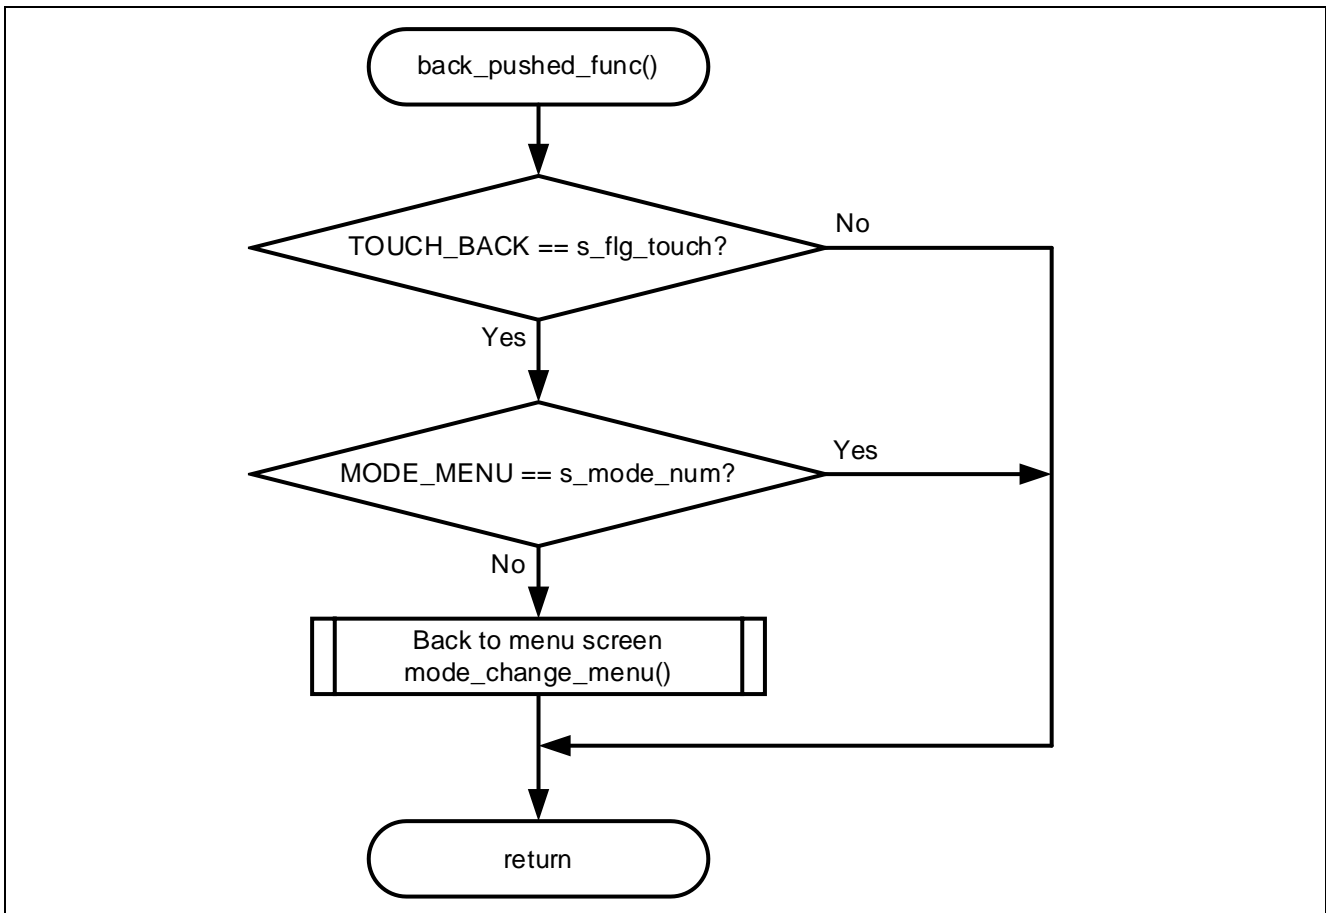 back_pushed_func()
No
TOUCH_BACK == s_flg_touch?
Yes
Yes
MODE_MENU == s_mode_num?
No
Back to menu screen
mode_change_menu()
return